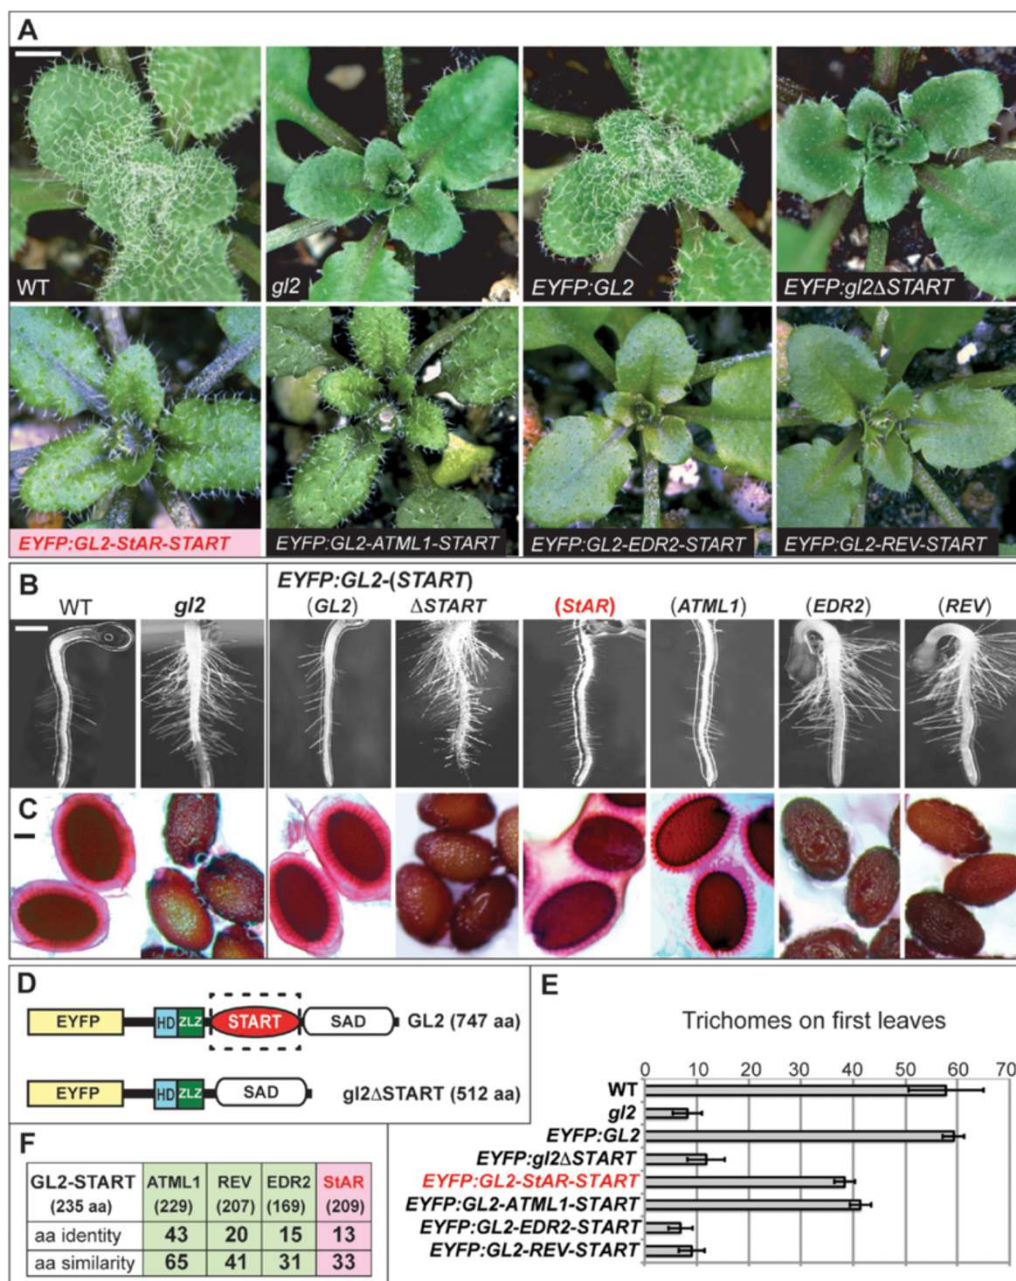 A
WT
gl2
EYFP:GL2
EYFP:gl2ΔSTART
EYFP:GL2-StAR-START
EYFP:GL2-ATML1-START
EYFP:GL2-EDR2-START
EYFP:GL2-REV-START
B
EYFP:GL2-(START)
WT
gl2
(GL2)
ΔSTART
(StAR)
(ATML1)
(EDR2)
(REV)
C
D
EYFP
HD
ZLZ
START
SAD
GL2 (747 aa)
EYFP
HD
ZLZ
SAD
gl2ΔSTART (512 aa)
E
Trichomes on first leaves
0 10 20 30 40 50 60 70
WT
gl2
EYFP:GL2
EYFP:gl2ΔSTART
EYFP:GL2-StAR-START
EYFP:GL2-ATML1-START
EYFP:GL2-EDR2-START
EYFP:GL2-REV-START
F
GL2-START ATML1 REV EDR2 StAR
(235 aa) (229) (207) (169) (209)
aa identity 43 20 15 13
aa similarity 65 41 31 33